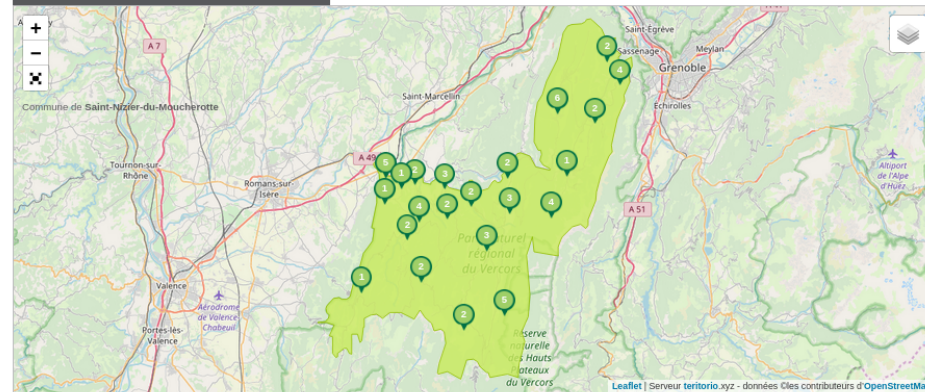 +
−
Commune de Saint-Nizier-du-Moucherotte
A 7
Saint-Égrève
Sassenage
Meylan
Grenoble
Échirolles
Saint-Marcellin
A 49
Tournon-sur-
Rhône
Romans-sur-
Isère
Altiport
de l'Alpe
d'Huez
A 51
Valence
Aérodrome
de Valence
Chabeuil
Portes-lès-
Valence
Parc naturel
régional
du Vercors
Réserve
naturelle
des Hauts
Plateaux
du Vercors
2
4
6
2
5
1
2
3
2
1
1
4
2
2
3
4
2
3
1
2
5
2
Leaflet | Serveur territorio.xyz - données ©les contributeurs d'OpenStreetMa